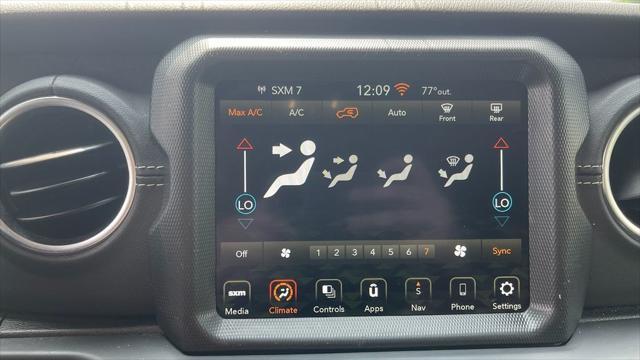 SXM 7 12:09 77° out.
Max A/C A/C Auto Front Rear
LO LO
Off 1 2 3 4 5 6 7 Sync
sxm S
Media Climate Controls Apps Nav Phone Settings